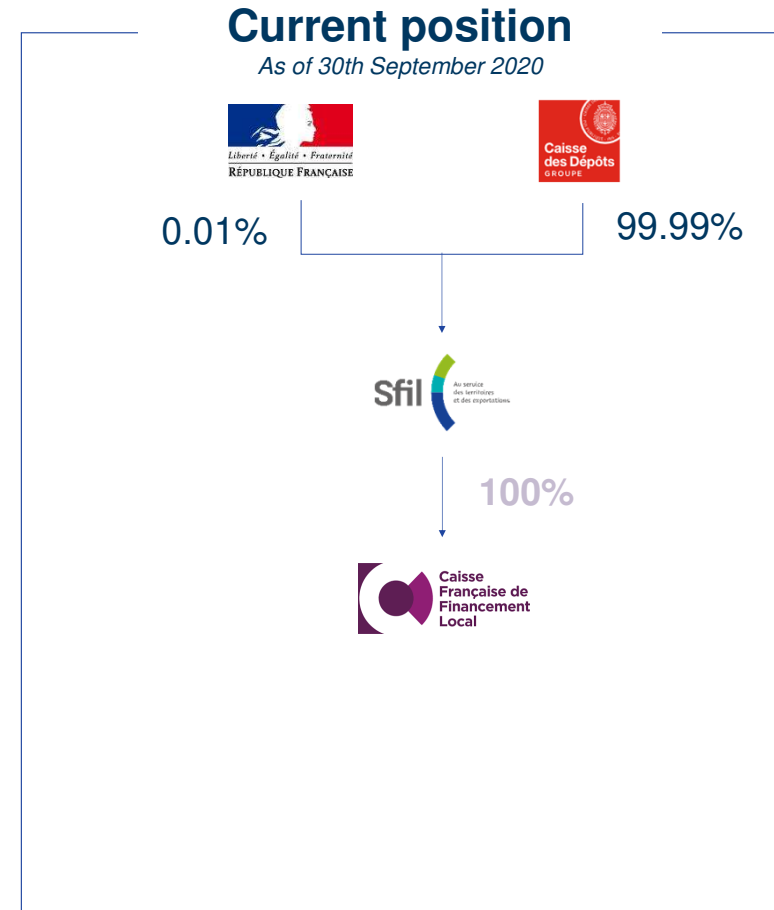 Current position
As of 30th September 2020
Liberté • Égalité • Fraternité
RÉPUBLIQUE FRANÇAISE
Caisse
des Dépôts
GROUPE
0.01%
99.99%
Sfil
Au service
des territoires
et des exportations
100%
Caisse
Française de
Financement
Local